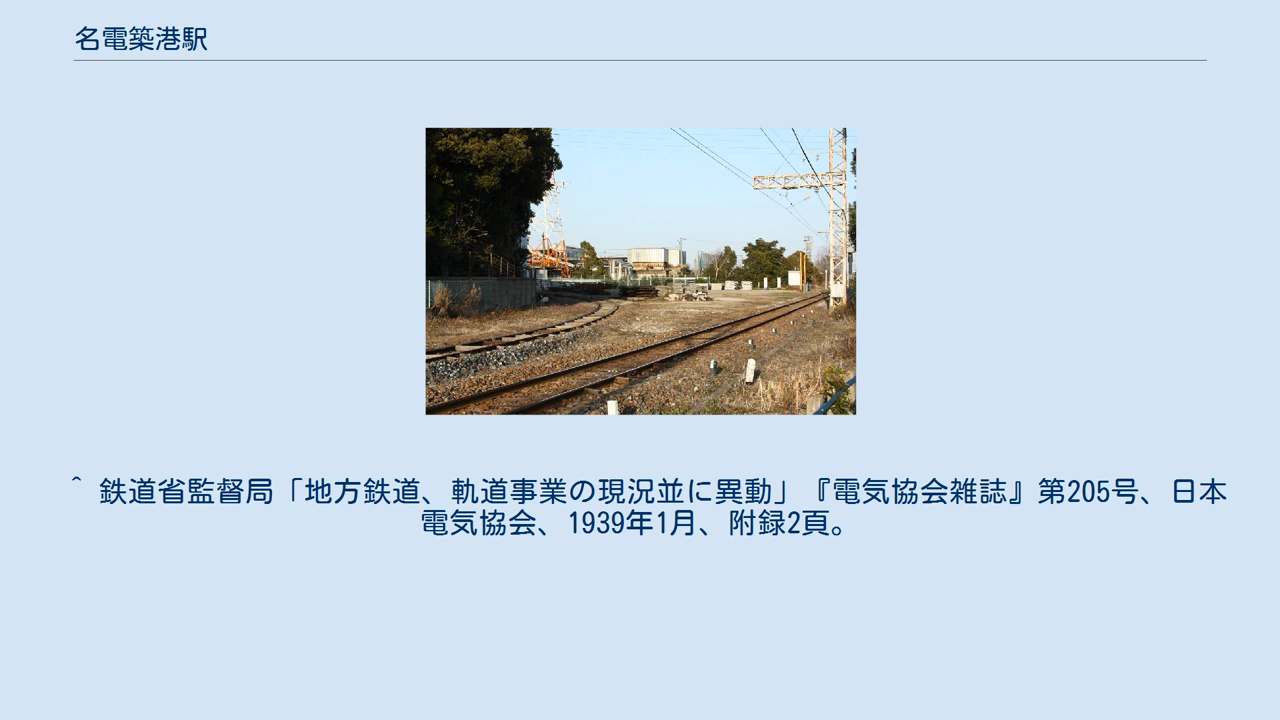 名電築港駅
^ 鉄道省監督局「地方鉄道、軌道事業の現況並に異動」『電気協会雑誌』第205号、日本
電気協会、1939年1月、附録2頁。